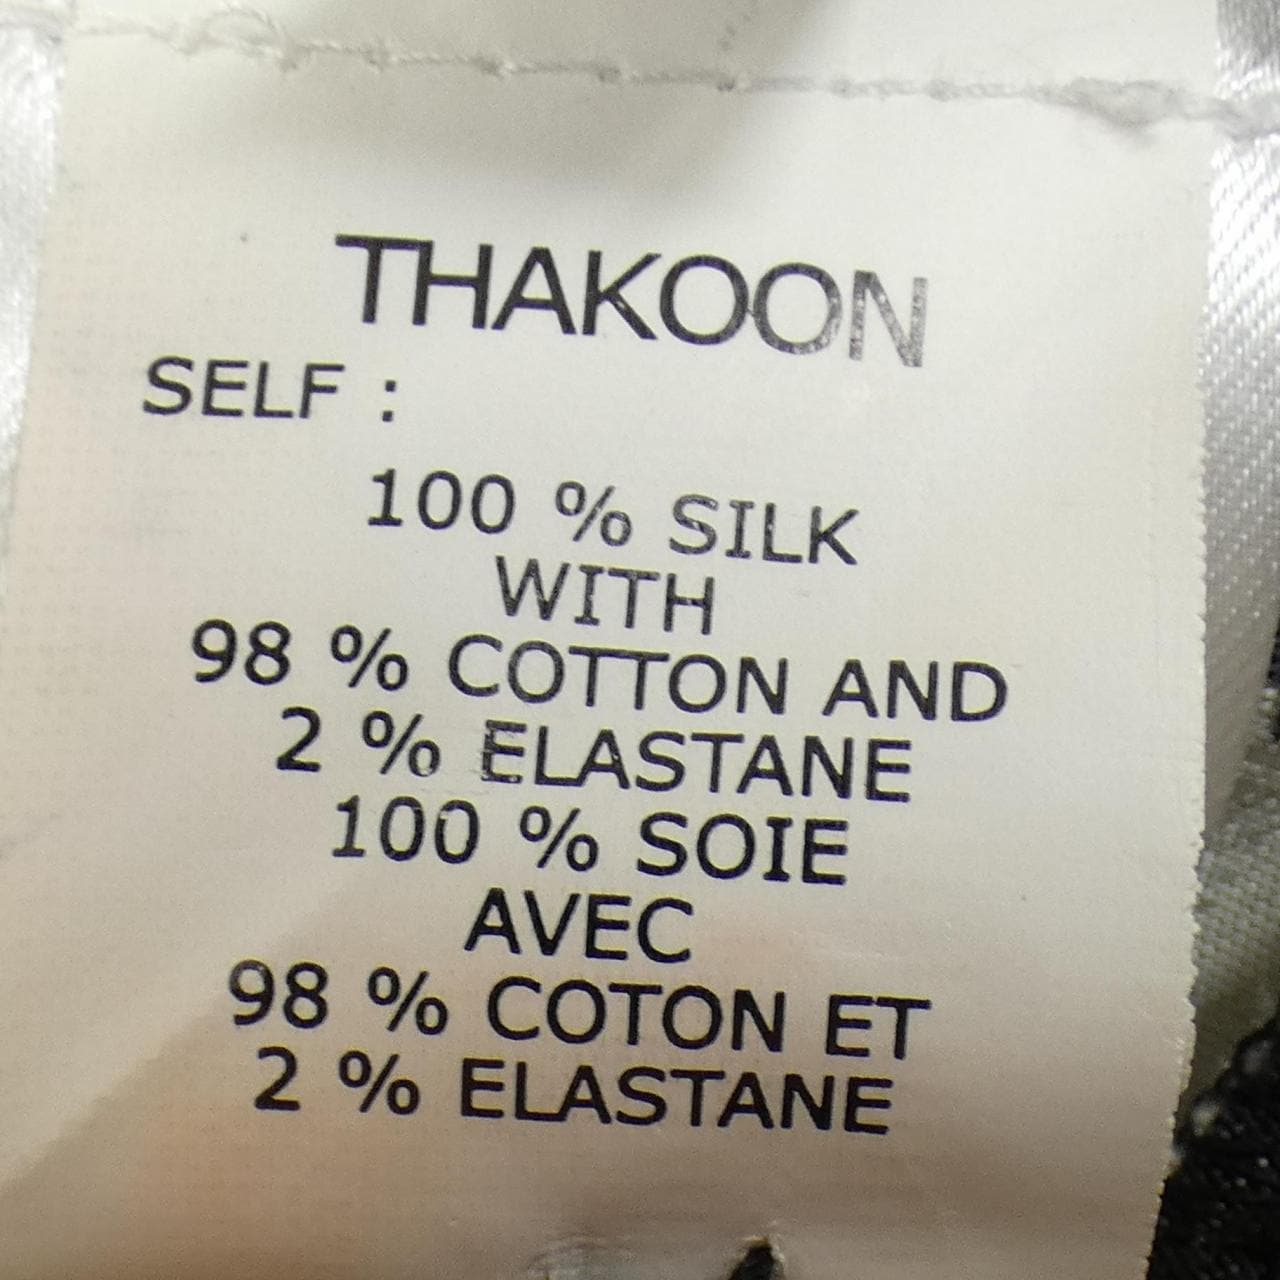 THAKOON
SELF :
100 % SILK
WITH
98 % COTTON AND
2 % ELASTANE
100 % SOIE
AVEC
98 % COTON ET
2 % ELASTANE